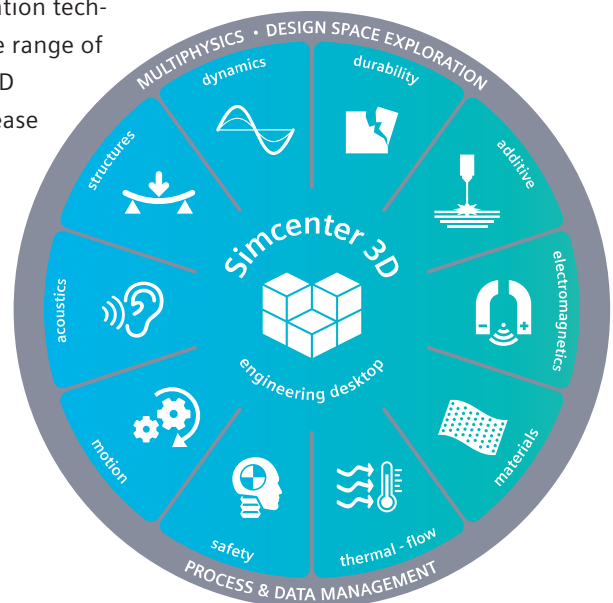 ation tech-
e range of
D
ease
MULTIPHYSICS • DESIGN SPACE EXPLORATION
dynamics
durability
structures
additive
acoustics
electromagnetics
Simcenter 3D
engineering desktop
motion
materials
safety
thermal - flow
PROCESS & DATA MANAGEMENT